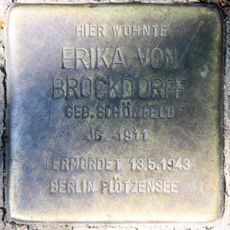 HIER WOHNTE
ERIKA VON
BROCKDORFF
GEB. SCHÖNFELD
JG. 1911
ERMORDET 13.5.1943
BERLIN PLÖTZENSEE